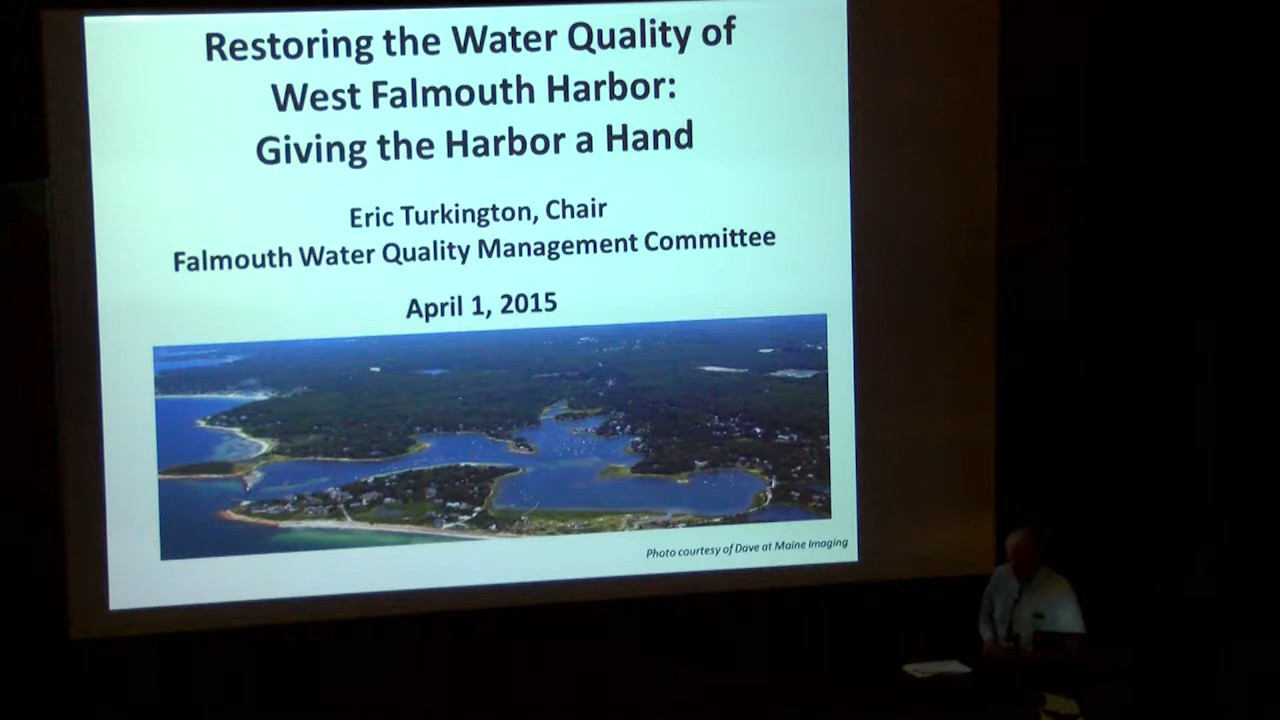 Restoring the Water Quality of
West Falmouth Harbor:
Giving the Harbor a Hand
Eric Turkington, Chair
Falmouth Water Quality Management Committee
April 1, 2015
Photo courtesy of Dave at Maine Imaging